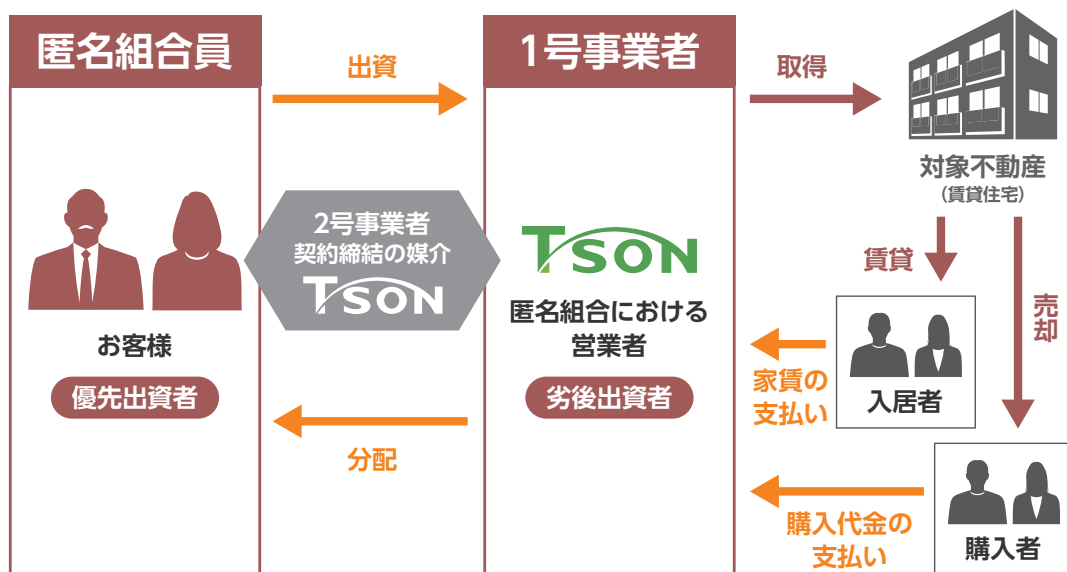 匿名組合員
出資
1号事業者
取得
対象不動産
(賃貸住宅)
2号事業者
契約締結の媒介
TSON
TSON
匿名組合における
営業者
お客様
優先出資者
劣後出資者
分配
賃貸
売却
家賃の
支払い
入居者
購入代金の
支払い
購入者